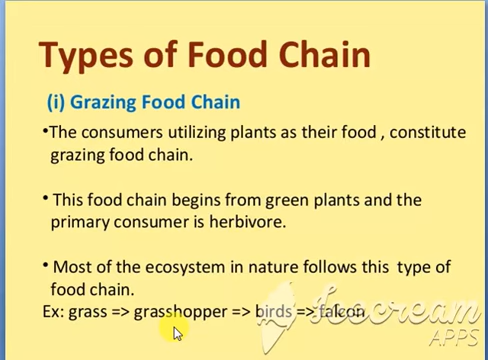 Types of Food Chain
(i) Grazing Food Chain
•The consumers utilizing plants as their food , constitute
grazing food chain.
• This food chain begins from green plants and the
primary consumer is herbivore.
• Most of the ecosystem in nature follows this type of
food chain.
Ex: grass => grasshopper => birds => falcon
Icecream
APPS